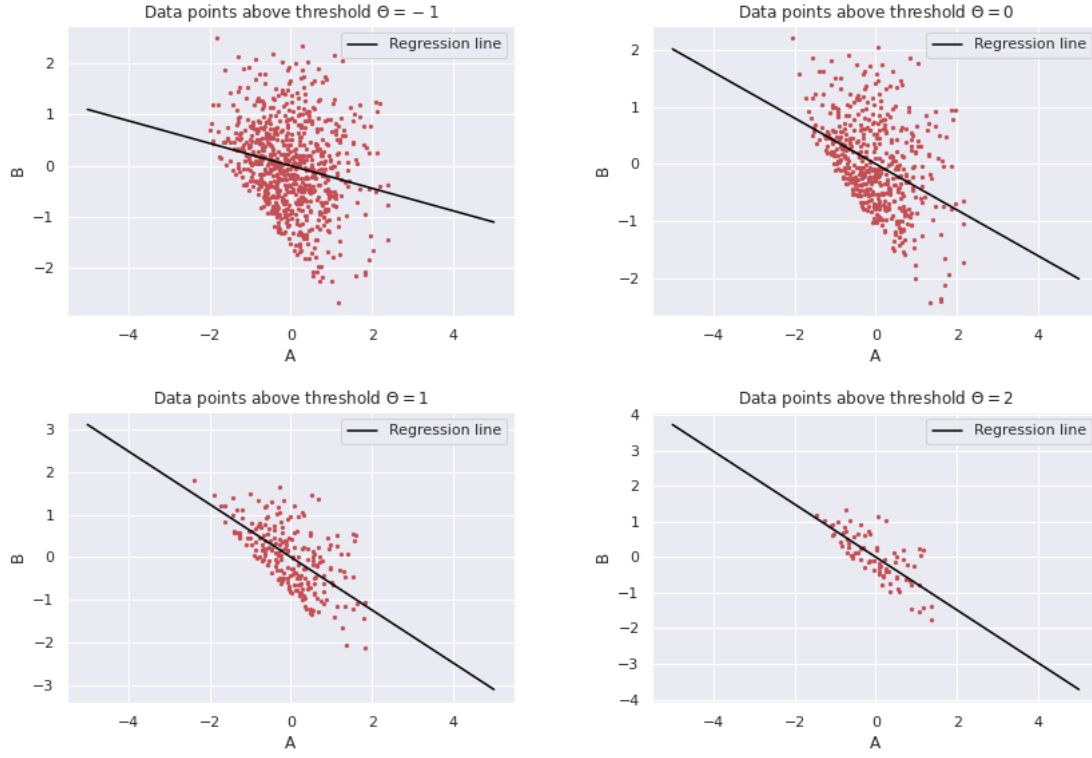 Data points above threshold Θ = − 1
Regression line
2
1
0
−1
−2
B
−4
−2
0
2
4
A
Data points above threshold Θ = 0
Regression line
2
1
0
−1
−2
B
−4
−2
0
2
4
A
Data points above threshold Θ = 1
Regression line
3
2
1
0
−1
−2
−3
B
−4
−2
0
2
4
A
Data points above threshold Θ = 2
Regression line
4
3
2
1
0
−1
−2
−3
−4
B
−4
−2
0
2
4
A